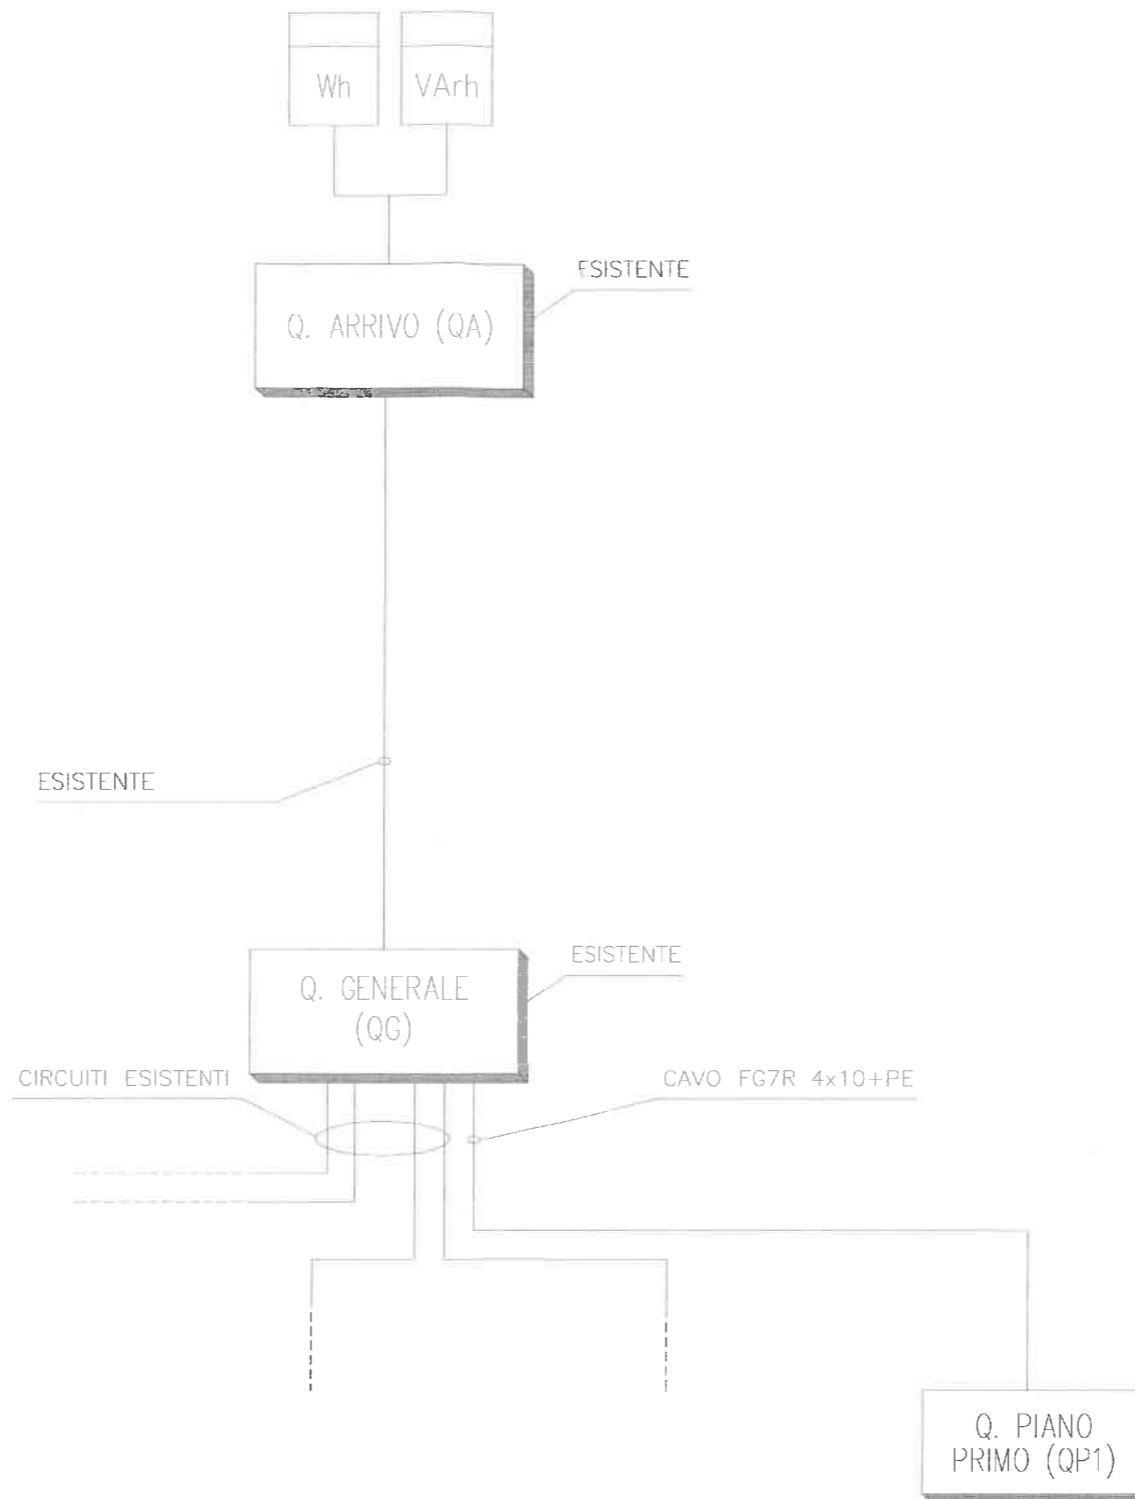 Wh VArh
ESISTENTE
Q. ARRIVO (QA)
ESISTENTE
ESISTENTE
Q. GENERALE
(QG)
CIRCUITI ESISTENTI
CAVO FG7R 4x10+PE
Q. PIANO
PRIMO (QP1)